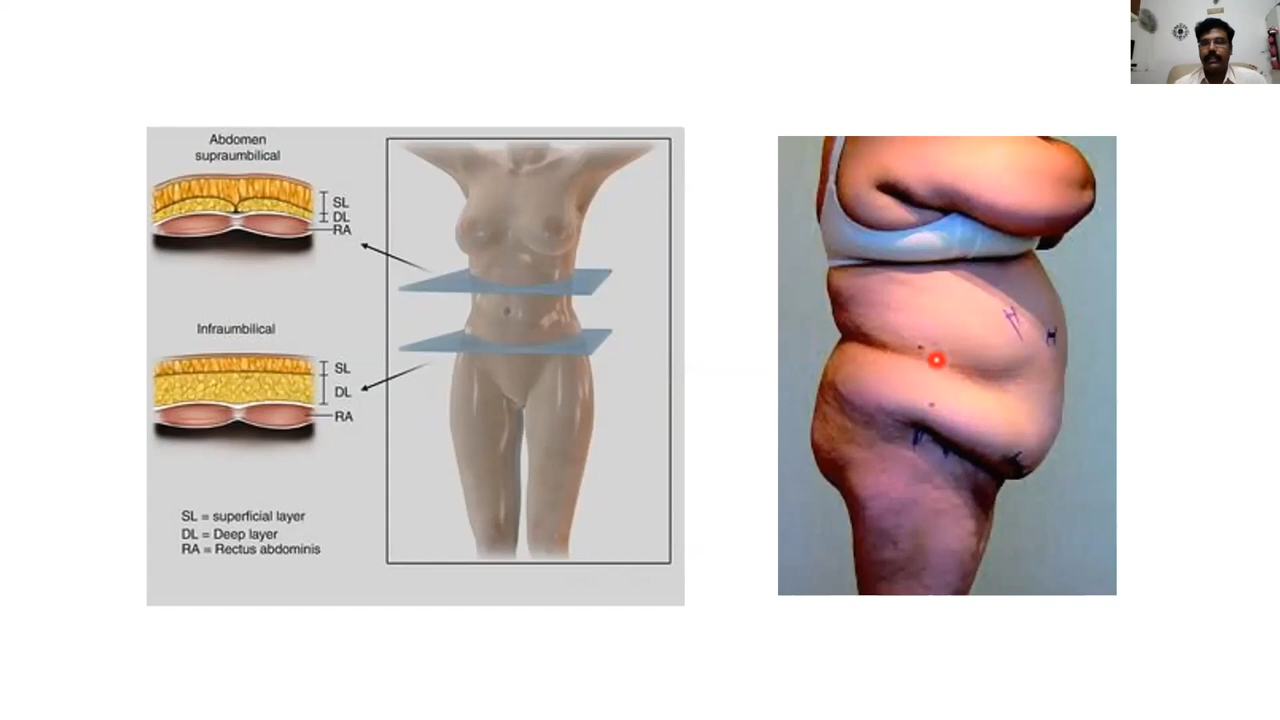 Abdomen
supraumbilical
SL
DL
RA
Infraumbilical
SL
DL
RA
SL = superficial layer
DL = Deep layer
RA = Rectus abdominis